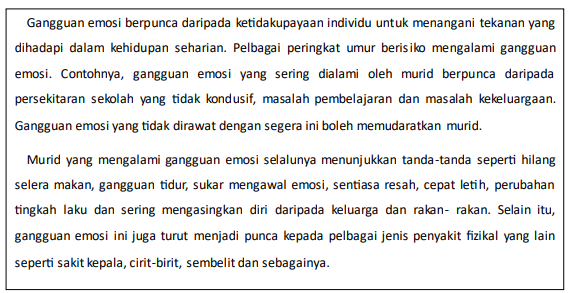 Gangguan emosi berpunca daripada ketidakupayaan individu untuk menangani tekanan yang
dihadapi dalam kehidupan seharian. Pelbagai peringkat umur berisiko mengalami gangguan
emosi. Contohnya, gangguan emosi yang sering dialami oleh murid berpunca daripada
persekitaran sekolah yang tidak kondusif, masalah pembelajaran dan masalah kekeluargaan.
Gangguan emosi yang tidak dirawat dengan segera ini boleh memudaratkan murid.
Murid yang mengalami gangguan emosi selalunya menunjukkan tanda-tanda seperti hilang
selera makan, gangguan tidur, sukar mengawal emosi, sentiasa resah, cepat letih, perubahan
tingkah laku dan sering mengasingkan diri daripada keluarga dan rakan- rakan. Selain itu,
gangguan emosi ini juga turut menjadi punca kepada pelbagai jenis penyakit fizikal yang lain
seperti sakit kepala, cirit-birit, sembelit dan sebagainya.